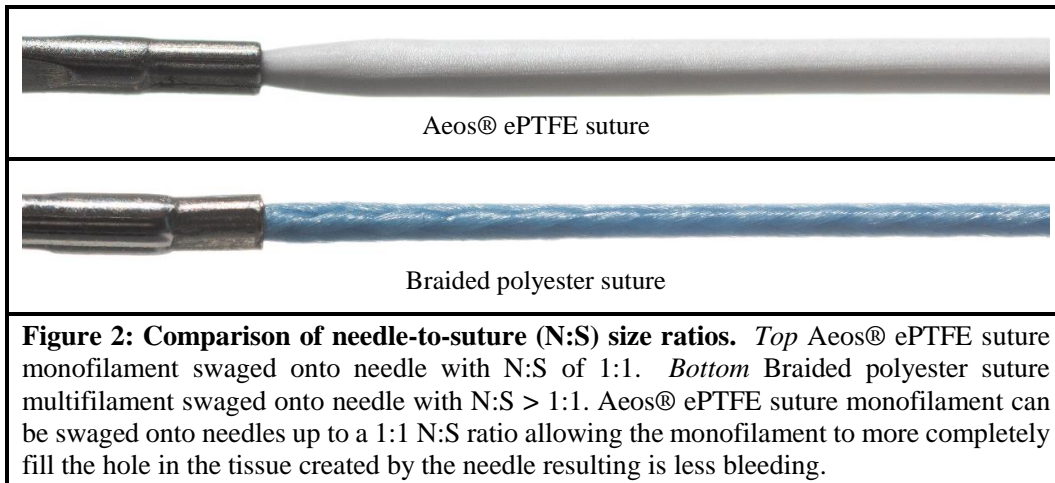 Aeos® ePTFE suture
Braided polyester suture
Figure 2: Comparison of needle-to-suture (N:S) size ratios. Top Aeos® ePTFE suture
monofilament swaged onto needle with N:S of 1:1. Bottom Braided polyester suture
multifilament swaged onto needle with N:S > 1:1. Aeos® ePTFE suture monofilament can
be swaged onto needles up to a 1:1 N:S ratio allowing the monofilament to more completely
fill the hole in the tissue created by the needle resulting is less bleeding.